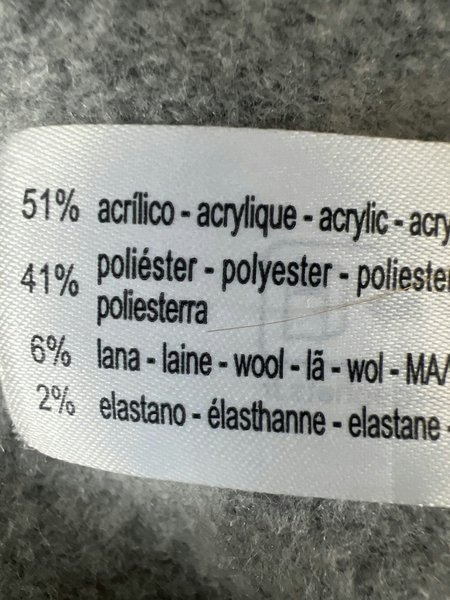 51% acrílico - acrylique - acrylic -
41% poliéster - polyester -
poliesterra
6% lana - laine - wool - lã - wol -
2% elastano - élasthanne - elastane -